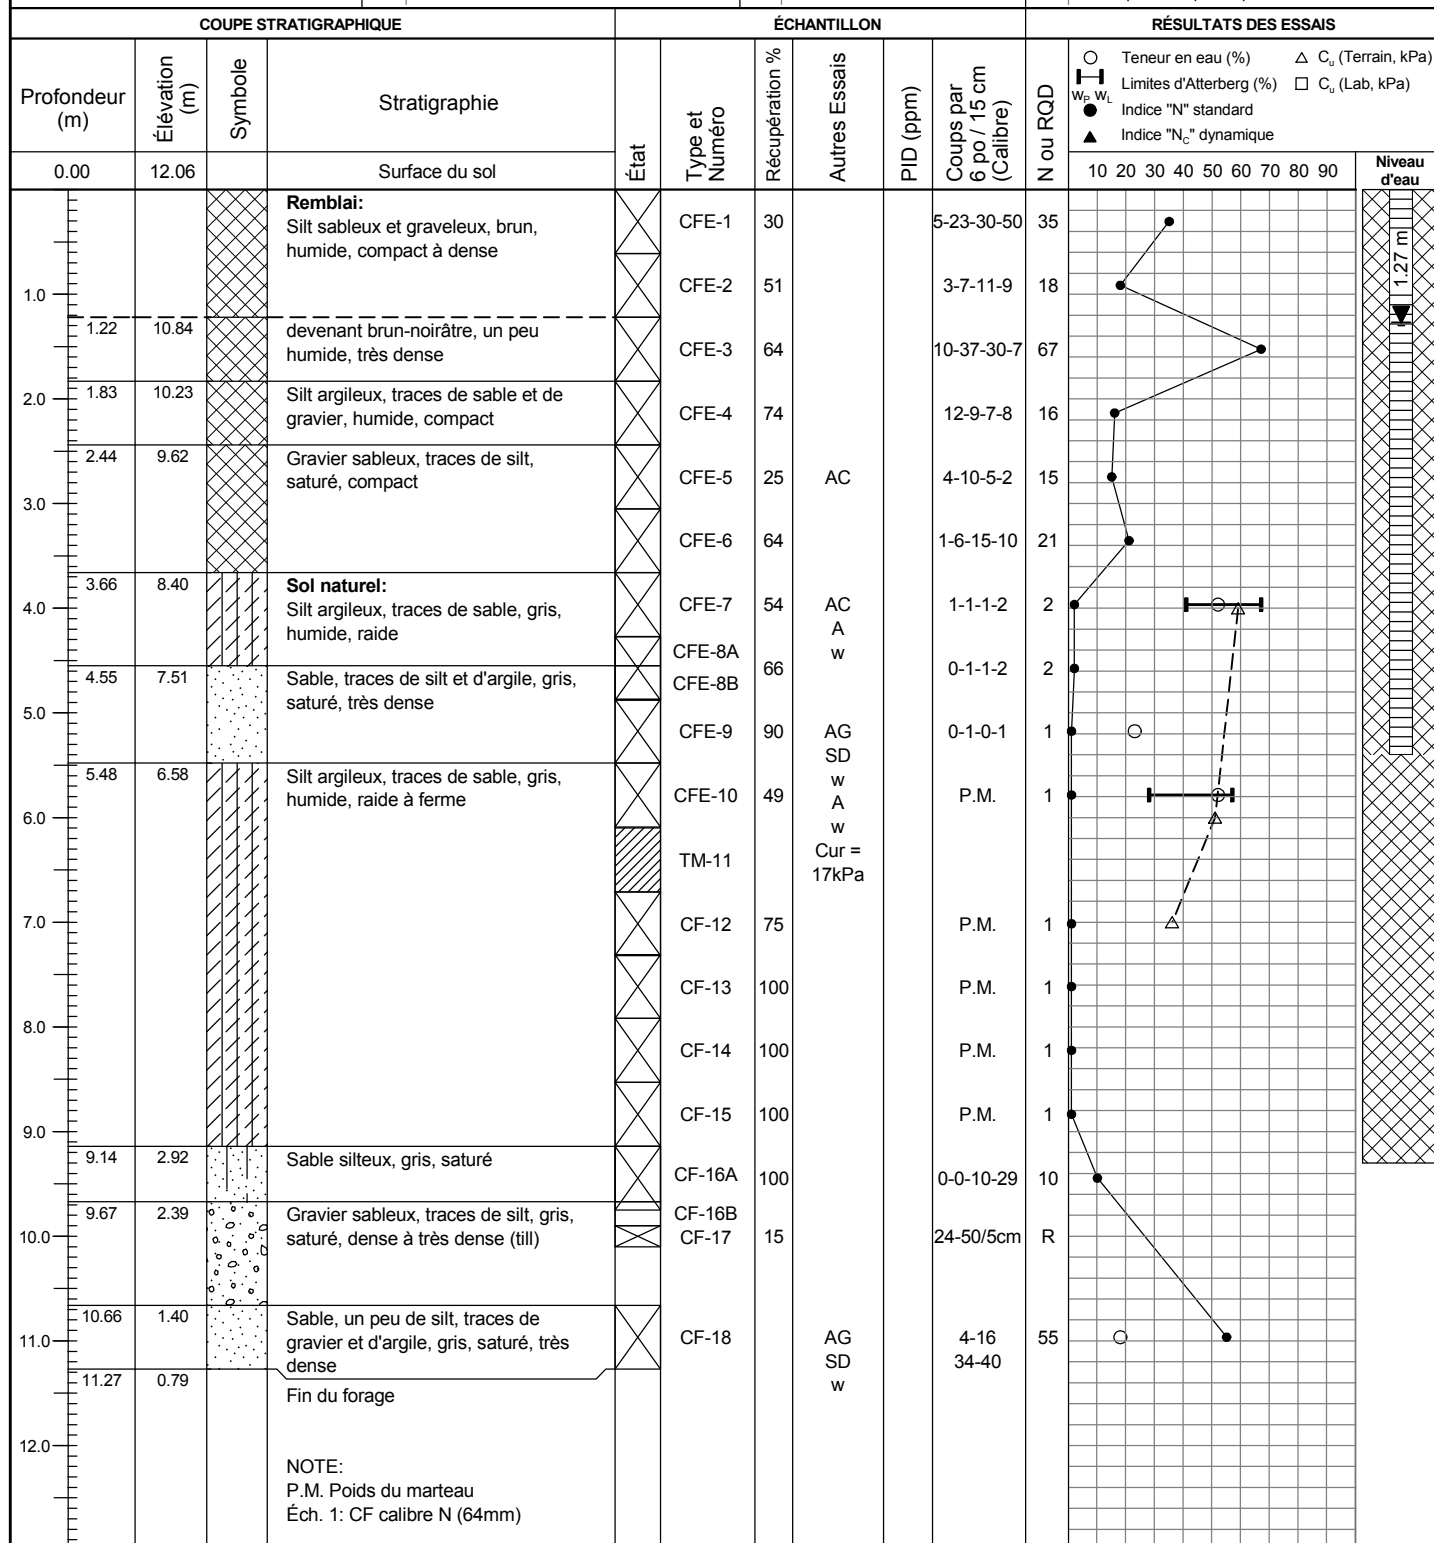 COUPE STRATIGRAPHIQUE ÉCHANTILLON RÉSULTATS DES ESSAIS
Profondeur (m) Élévation (m) Symbole Stratigraphie État Type et Numéro Récupération % Autres Essais PID (ppm) Coups par 6 po / 15 cm (Calibre) N ou RQD
Teneur en eau (%) Cu (Terrain, kPa)
Limites d'Atterberg (%) Cu (Lab, kPa)
WP WL
Indice "N" standard
Indice "NC" dynamique
0.00 12.06 Surface du sol 10 20 30 40 50 60 70 80 90 Niveau d'eau
Remblai:
Silt sableux et graveleux, brun, CFE-1 30 5-23-30-50 35
humide, compact à dense
1.27 m
1.0 CFE-2 51 3-7-11-9 18
1.22 10.84 devenant brun-noirâtre, un peu
humide, très dense CFE-3 64 10-37-30-7 67
1.83 10.23 Silt argileux, traces de sable et de
2.0 gravier, humide, compact CFE-4 74 12-9-7-8 16
2.44 9.62 Gravier sableux, traces de silt,
saturé, compact CFE-5 25 AC 4-10-5-2 15
3.0
CFE-6 64 1-6-15-10 21
3.66 8.40 Sol naturel:
4.0 Silt argileux, traces de sable, gris, CFE-7 54 AC 1-1-1-2 2
humide, raide A
CFE-8A w
66 0-1-1-2 2
4.55 7.51 Sable, traces de silt et d'argile, gris, CFE-8B
saturé, très dense
5.0
CFE-9 90 AG 0-1-0-1 1
SD
5.48 6.58 Silt argileux, traces de sable, gris, w
humide, raide à ferme CFE-10 49 A P.M. 1
6.0 w
TM-11 Cur =
17kPa
7.0 CF-12 75 P.M. 1
CF-13 100 P.M. 1
8.0
CF-14 100 P.M. 1
CF-15 100 P.M. 1
9.0
9.14 2.92 Sable silteux, gris, saturé
CF-16A 100 0-0-10-29 10
9.67 2.39 Gravier sableux, traces de silt, gris, CF-16B
10.0 saturé, dense à très dense (till) CF-17 15 24-50/5cm R
10.66 1.40 Sable, un peu de silt, traces de
11.0 gravier et d'argile, gris, saturé, très CF-18 AG 4-16 55
dense SD 34-40
11.27 0.79 w
Fin du forage
12.0
NOTE:
P.M. Poids du marteau
Éch. 1: CF calibre N (64mm)